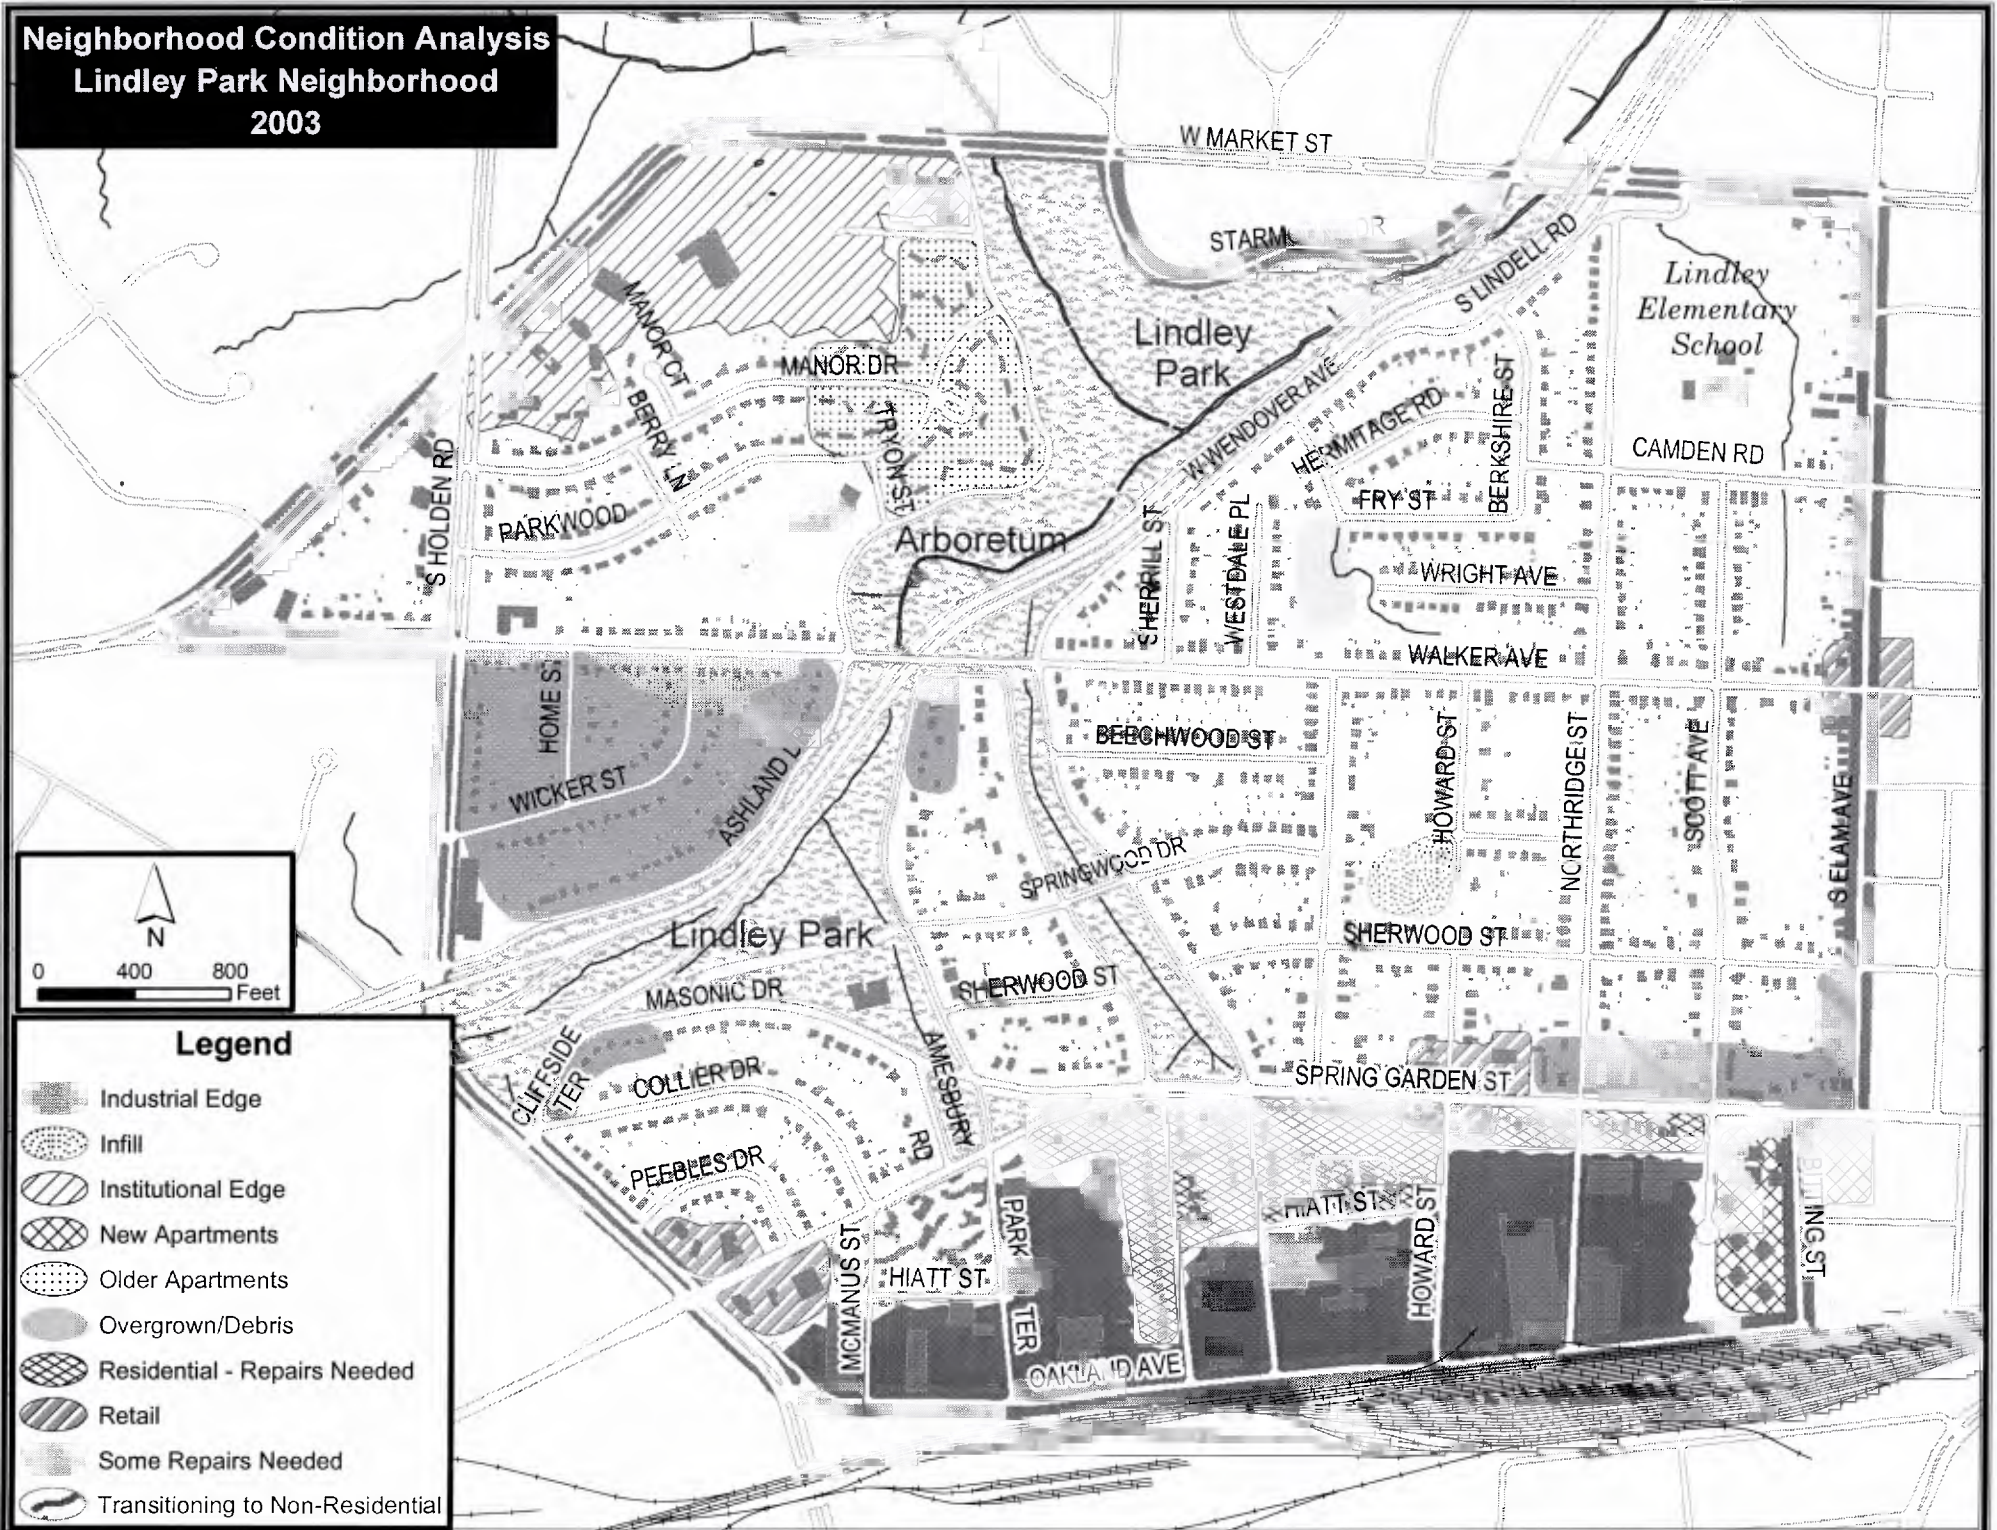 Neighborhood Condition Analysis
Lindley Park Neighborhood
2003
W MARKET ST
S LINDELL RD
Lindley
Elementary
School
MANOR CT
Lindley
Park
MANOR DR
BERRY LN
TRYON ST
W WENDOVER AVE
HERMITAGE RD
BERKSHIRE ST
CAMDEN RD
S HOLDEN RD
PARKWOOD
FRY ST
Arboretum
SHERRILL ST
WESTDALE PL
WRIGHT AVE
WALKER AVE
HOME ST
BEECHWOOD ST
HOWARD ST
NORTHRIDGE ST
SCOTT AVE
S ELAM AVE
WICKER ST
ASHLAND
SPRINGWOOD DR
Lindley Park
SHERWOOD ST
SHERWOOD ST
MASONIC DR
AMESBURY
RD
CLIFFSIDE
TER
COLLIER DR
SPRING GARDEN ST
PEEBLES DR
MCMANUS ST
HIATT ST
PARK
TER
HIATT ST
HOWARD ST
OAKLAND AVE
N
0 400 800
Feet
Legend
Industrial Edge
Infill
Institutional Edge
New Apartments
Older Apartments
Overgrown/Debris
Residential - Repairs Needed
Retail
Some Repairs Needed
Transitioning to Non-Residential